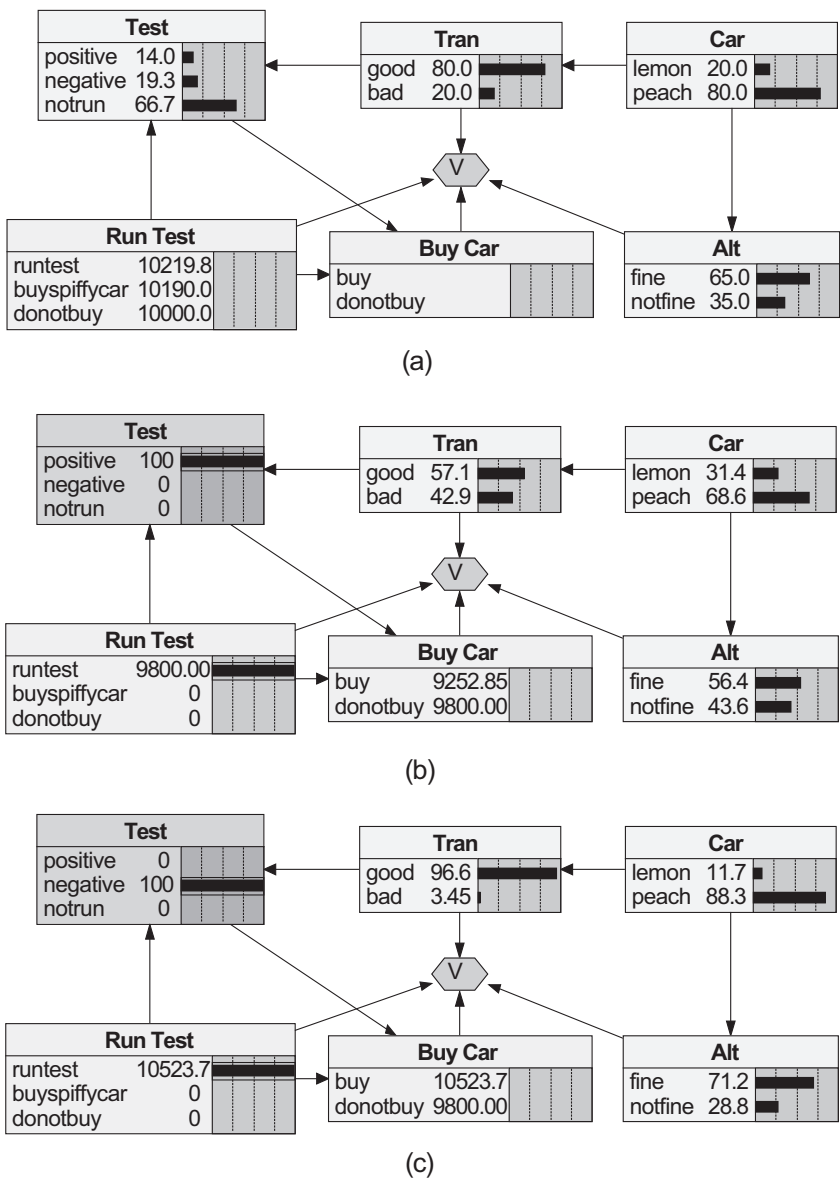 Test
positive 14.0
negative 19.3
notrun 66.7
Tran
good 80.0
bad 20.0
Car
lemon 20.0
peach 80.0
V
Run Test
runtest 10219.8
buyspiffycar 10190.0
donotbuy 10000.0
Buy Car
buy
donotbuy
Alt
fine 65.0
notfine 35.0
(a)
Test
positive 100
negative 0
notrun 0
Tran
good 57.1
bad 42.9
Car
lemon 31.4
peach 68.6
V
Run Test
runtest 9800.00
buyspiffycar 0
donotbuy 0
Buy Car
buy 9252.85
donotbuy 9800.00
Alt
fine 56.4
notfine 43.6
(b)
Test
positive 0
negative 100
notrun 0
Tran
good 96.6
bad 3.45
Car
lemon 11.7
peach 88.3
V
Run Test
runtest 10523.7
buyspiffycar 0
donotbuy 0
Buy Car
buy 10523.7
donotbuy 9800.00
Alt
fine 71.2
notfine 28.8
(c)